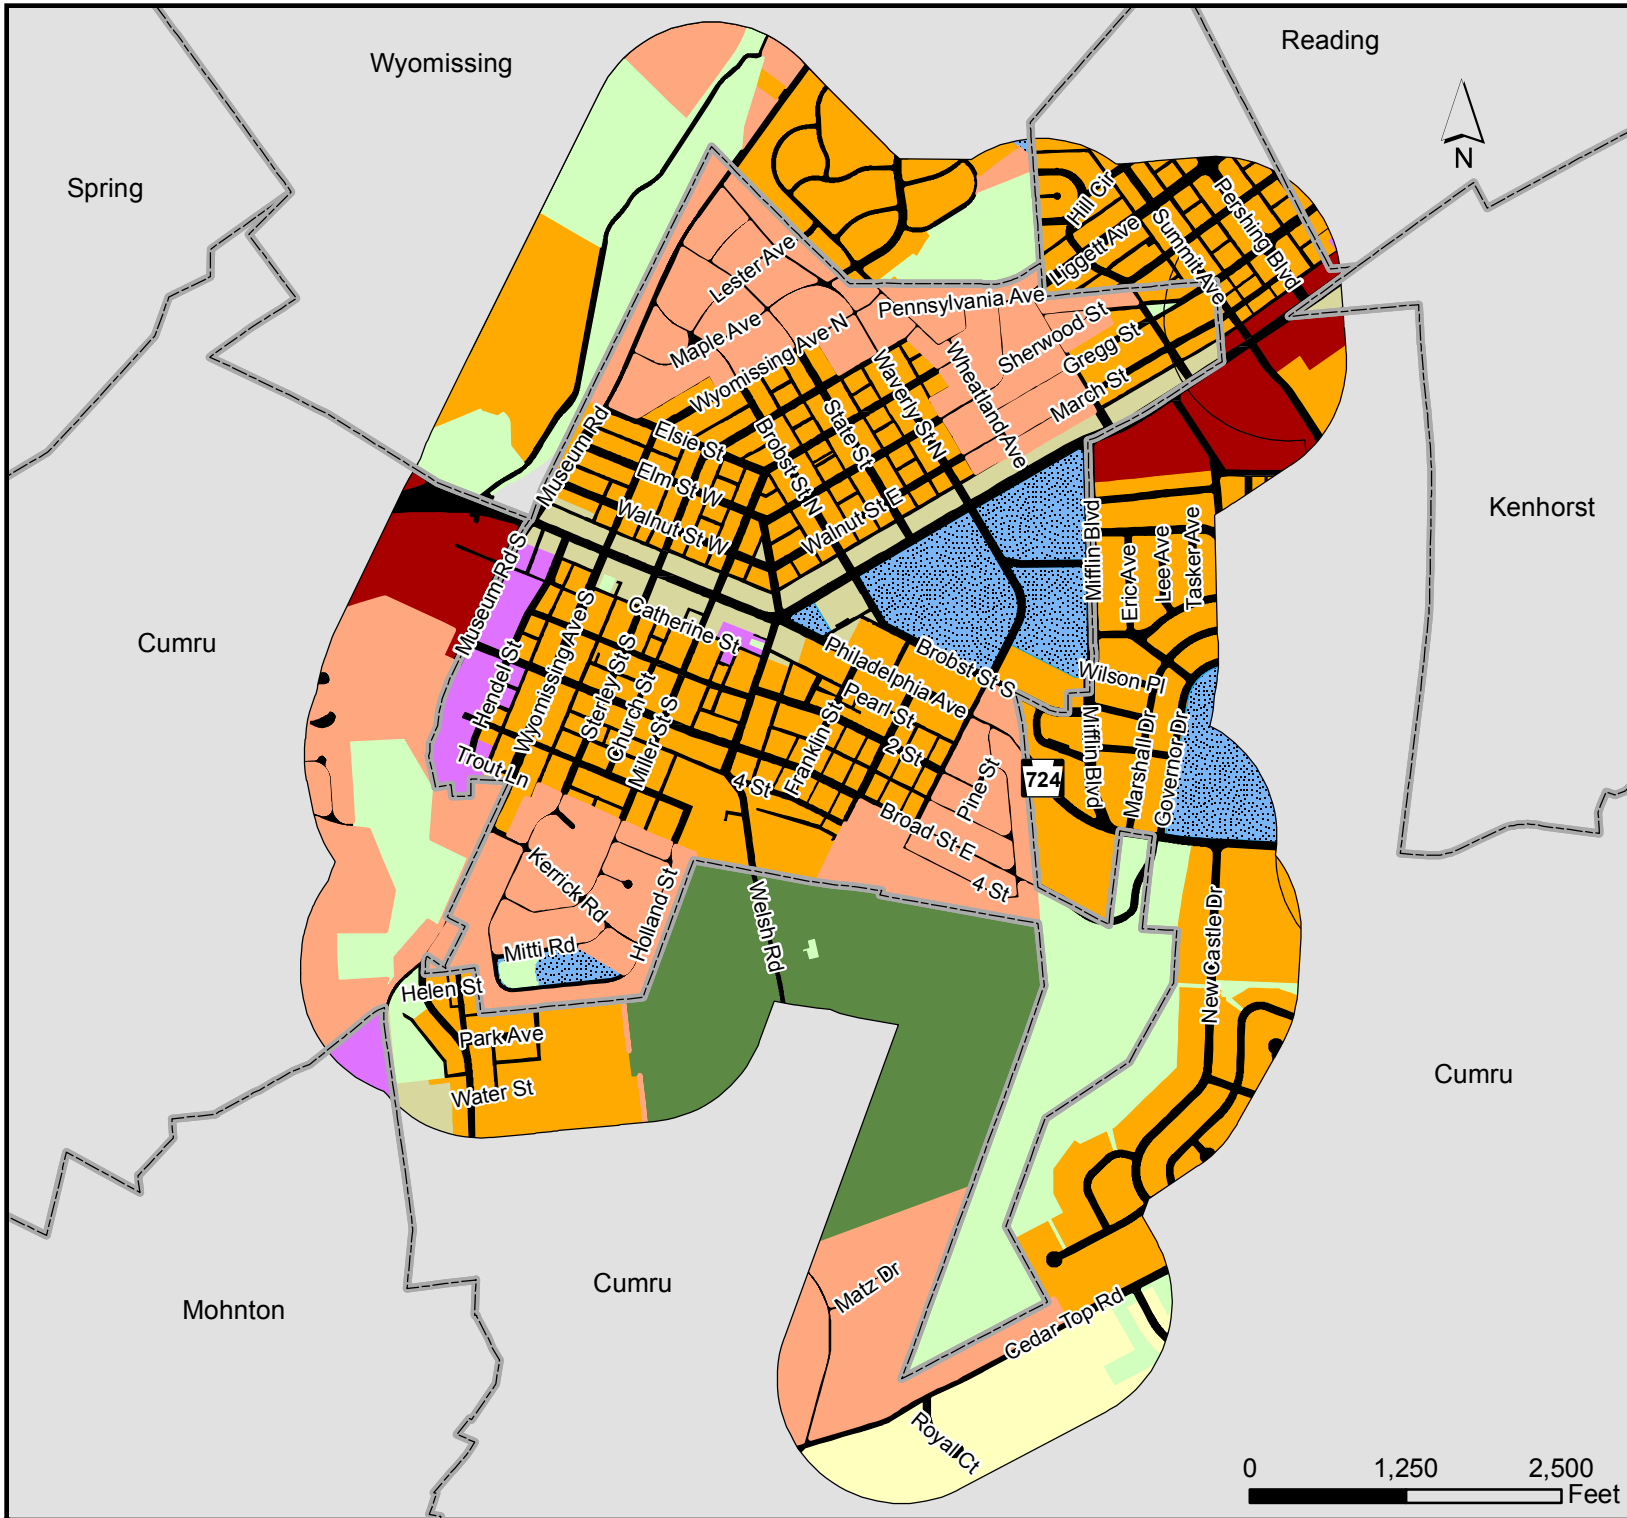 Reading
Wyomissing
N
Spring
Hill Cir
Pershing Blvd
Liggett Ave
Summit Ave
Lester Ave
Pennsylvania Ave
Maple Ave
Wyomissing Ave N
Sherwood St
Gregg St
March St
Wheatland Ave
Waverly St N
State St
Brobst St N
Museum Rd
Elsie St
Elm St W
Walnut St W
Walnut St E
Kenhorst
Mifflin Blvd
Eric Ave
Lee Ave
Tasker Ave
Museum Rd S
Cumru
Catherine St
Hendel St
Wyomissing Ave S
Sterley St S
Church St
Miller St S
Philadelphia Ave
Brobst St S
Pearl St
Franklin St
2 St
Wilson Pl
Mifflin Blvd
Marshall Dr
Governor Dr
724
Trout Ln
4 St
Pine St
Broad St E
4 St
Kerrick Rd
Holland St
Mitti Rd
Welsh Rd
New Castle Dr
Helen St
Park Ave
Water St
Cumru
Cumru
Mohnton
Matz Dr
Cedar Top Rd
Royal Ct
0 1,250 2,500
Feet